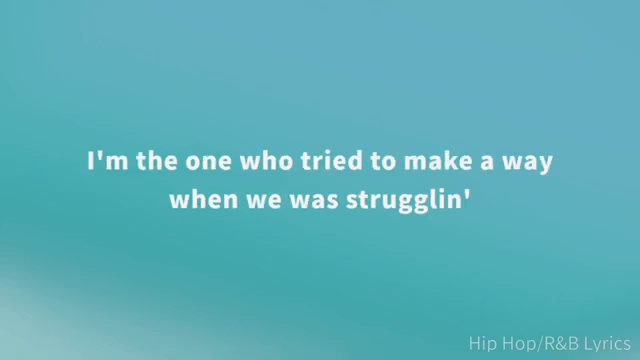 I'm the one who tried to make a way
when we was strugglin'
Hip Hop/R&B Lyrics